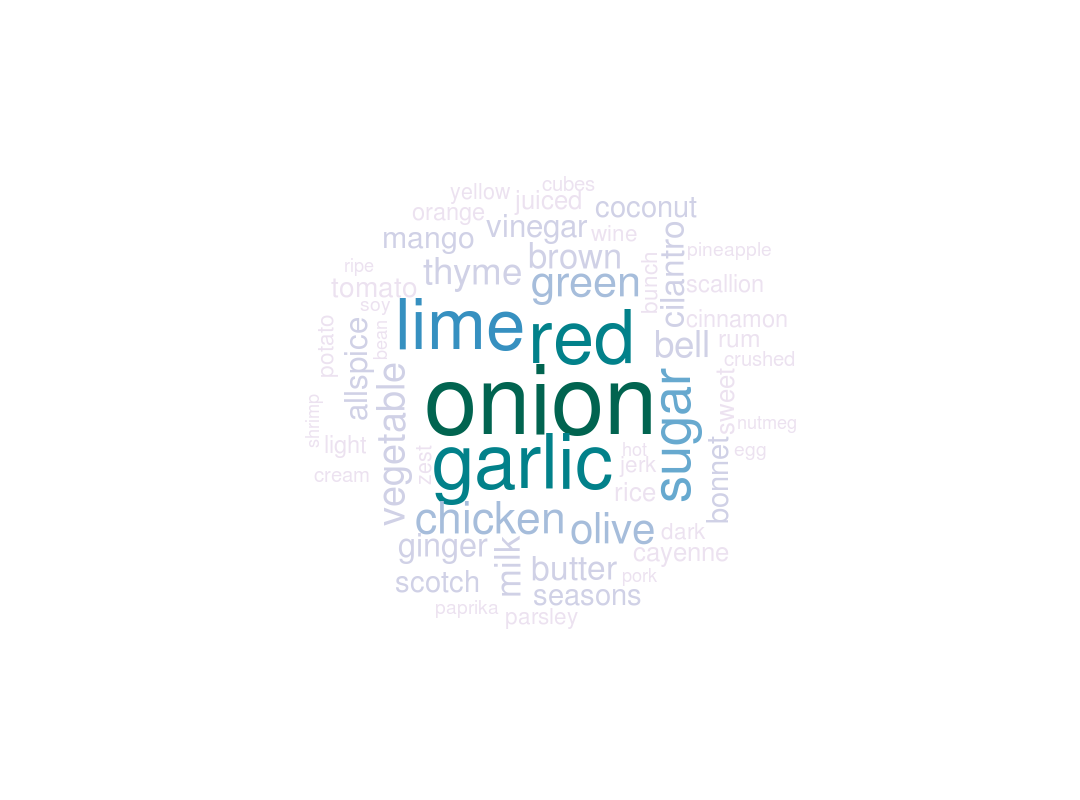 cubes
yellow
juiced
orange
coconut
vinegar
wine
mango
cilantro
brown
pineapple
ripe
thyme
green
bunch
tomato
scallion
soy
lime
red
cinnamon
potato
bean
allspice
bell
rum
crushed
vegetable
onion
sugar
sweet
shrimp
nutmeg
light
zest
garlic
hot
jerk
bonnet
egg
cream
rice
chicken
olive
dark
ginger
milk
cayenne
scotch
butter
pork
seasons
paprika
parsley